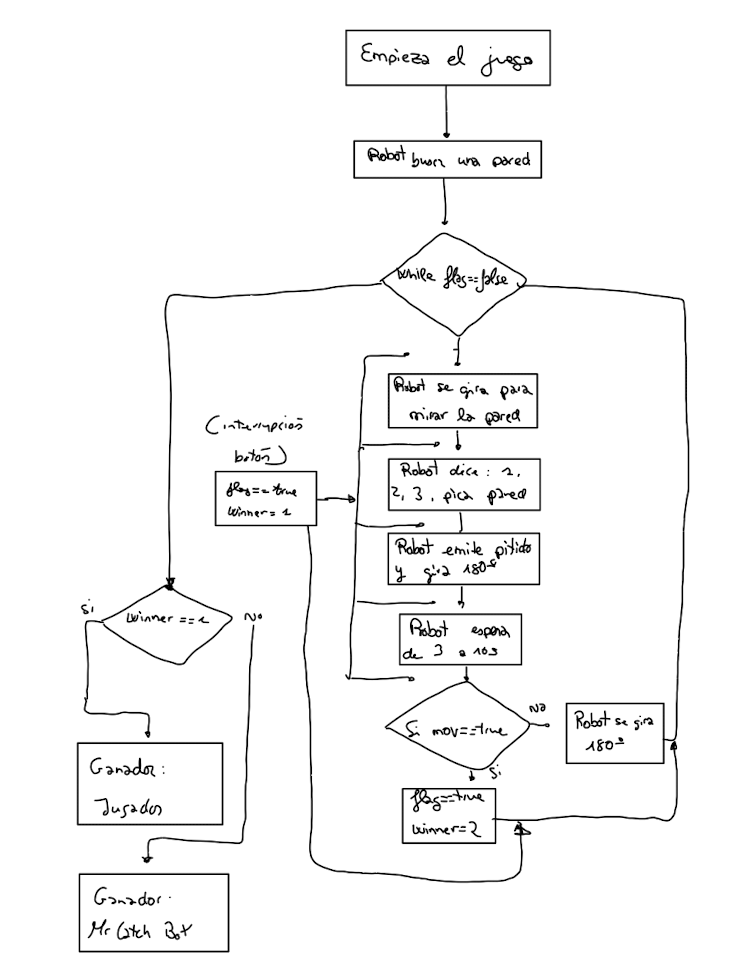 Empieza el juego
Robot busca una pared
while flag==false
Robot se gira para
mirar la pared
(interrupción
botón)
flag==true
winner=1
Robot dice: 1,
2, 3, pica pared
Robot emite pitido
y gira 180º
Robot espera
de 3 a 10s
Si mov==true
No
Si
Robot se gira
180º
flag==true
winner=2
Winner ==1
Si
No
Ganador:
Jugador
Ganador:
Mr Catch Bot